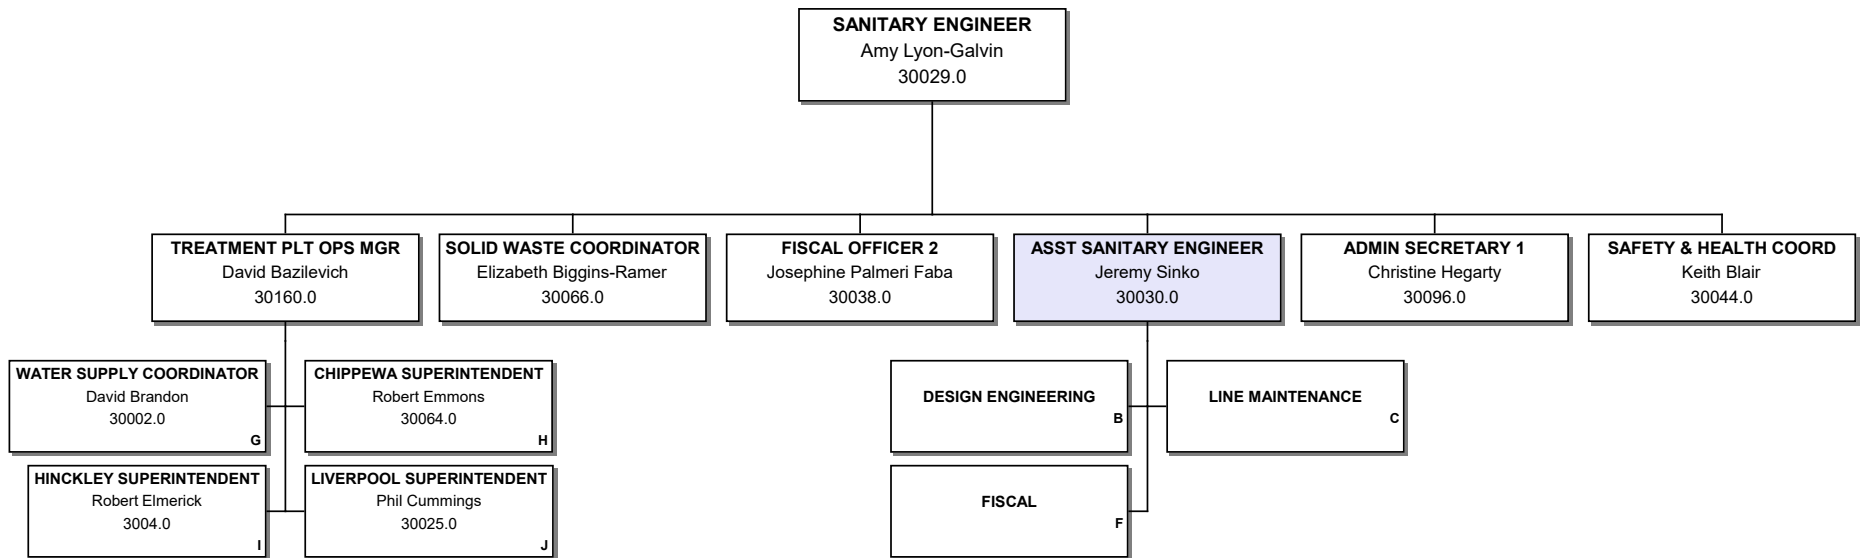 SANITARY ENGINEER
Amy Lyon-Galvin
30029.0
TREATMENT PLT OPS MGR
David Bazilevich
30160.0
SOLID WASTE COORDINATOR
Elizabeth Biggins-Ramer
30066.0
FISCAL OFFICER 2
Josephine Palmeri Faba
30038.0
ASST SANITARY ENGINEER
Jeremy Sinko
30030.0
ADMIN SECRETARY 1
Christine Hegarty
30096.0
SAFETY & HEALTH COORD
Keith Blair
30044.0
WATER SUPPLY COORDINATOR
David Brandon
30002.0
G
CHIPPEWA SUPERINTENDENT
Robert Emmons
30064.0
H
DESIGN ENGINEERING
B
LINE MAINTENANCE
C
HINCKLEY SUPERINTENDENT
Robert Elmerick
3004.0
I
LIVERPOOL SUPERINTENDENT
Phil Cummings
30025.0
J
FISCAL
F